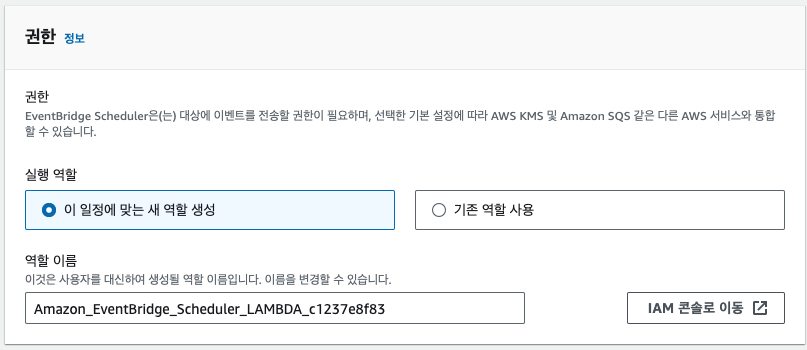 권한 정보
권한
EventBridge Scheduler은(는) 대상에 이벤트를 전송할 권한이 필요하며, 선택한 기본 설정에 따라 AWS KMS 및 Amazon SQS 같은 다른 AWS 서비스와 통합
할 수 있습니다.
실행 역할
이 일정에 맞는 새 역할 생성
기존 역할 사용
역할 이름
이것은 사용자를 대신하여 생성될 역할 이름입니다. 이름을 변경할 수 있습니다.
Amazon_EventBridge_Scheduler_LAMBDA_c1237e8f83
IAM 콘솔로 이동